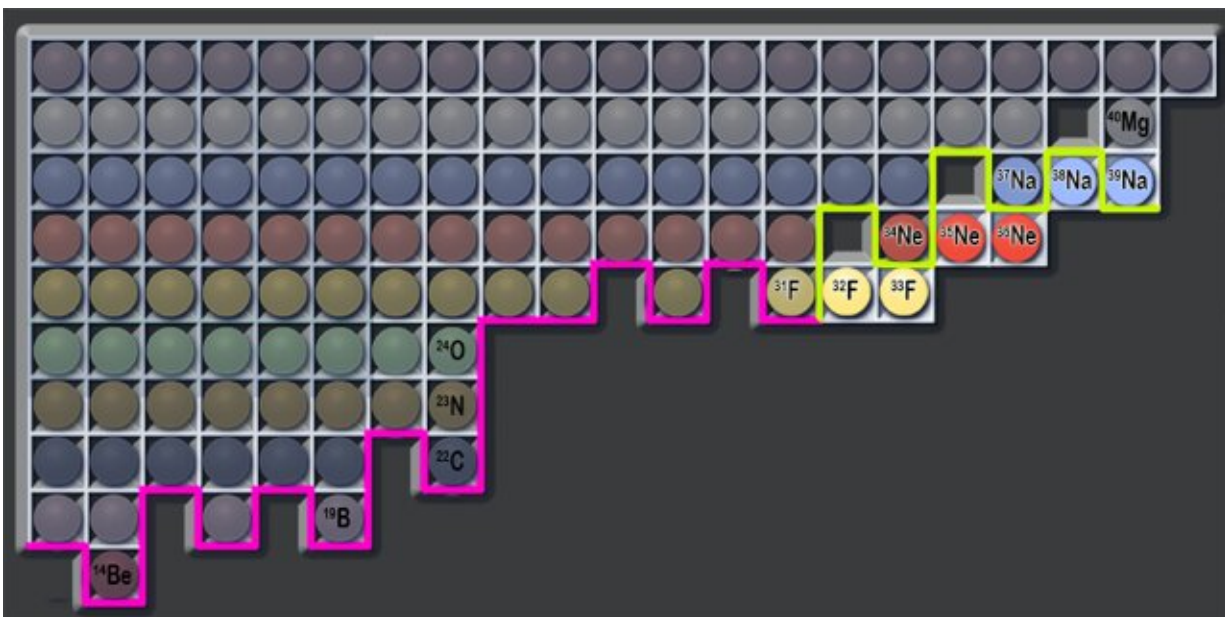 ⁴⁰Mg
³⁷Na ³⁸Na ³⁹Na
³⁴Ne ³⁵Ne ³⁶Ne
³¹F ³²F ³³F
²⁴O
²³N
²²C
¹⁹B
¹⁴Be